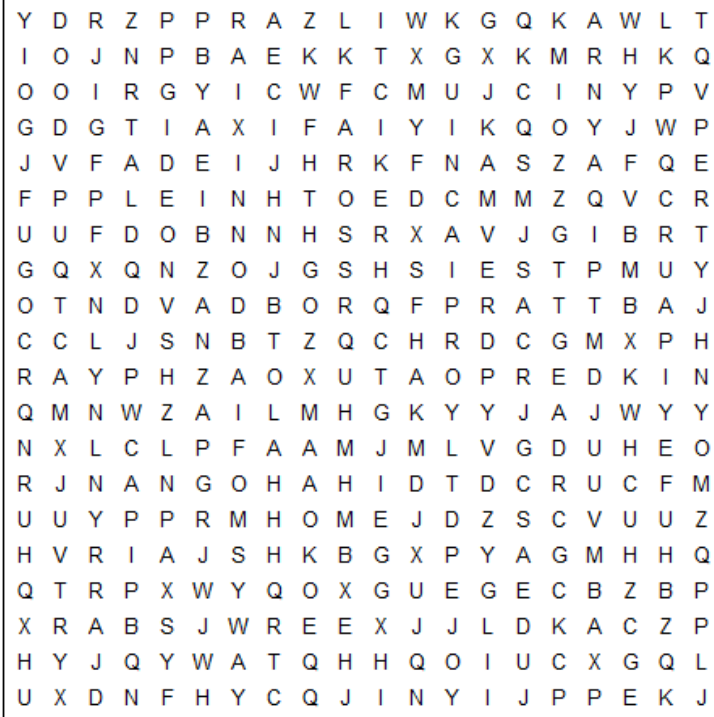 Y D R Z P P R A Z L I W K G Q K A W L T
I O J N P B A E K K T X G X K M R H K Q
O O I R G Y I C W F C M U J C I N Y P V
G D G T I A X I F A I Y I K Q O Y J W P
J V F A D E I J H R K F N A S Z A F Q E
F P P L E I N H T O E D C M M Z Q V C R
U U F D O B N N H S R X A V J G I B R T
G Q X Q N Z O J G S H S I E S T P M U Y
O T N D V A D B O R Q F P R A T T B A J
C C L J S N B T Z Q C H R D C G M X P H
R A Y P H Z A O X U T A O P R E D K I N
Q M N W Z A I L M H G K Y Y J A J W Y Y
N X L C L P F A A M J M L V G D U H E O
R J N A N G O H A H I D T D C R U C F M
U U Y P P R M H O M E J D Z S C V U U Z
H V R I A J S H K B G X P Y A G M H H Q
Q T R P X W Y Q O X G U E G E C B Z B P
X R A B S J W R E E X J J L D K A C Z P
H Y J Q Y W A T Q H H Q O I U C X G Q L
U X D N F H Y C Q J I N Y I J P P E K J